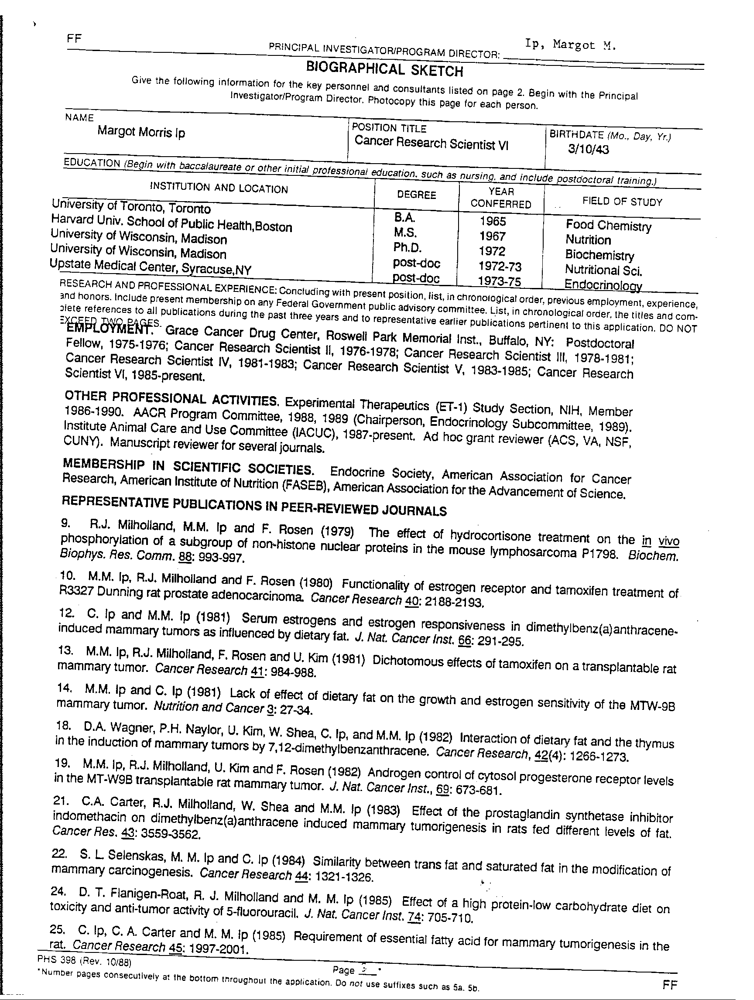 FF
PRINCIPAL INVESTIGATOR/PROGRAM DIRECTOR: Ip, Margot M.
BIOGRAPHICAL SKETCH
Give the following information for the key personnel and consultants listed on page 2. Begin with the Principal
Investigator/Program Director. Photocopy this page for each person.
NAME
Margot Morris Ip
POSITION TITLE
Cancer Research Scientist VI
BIRTHDATE (Mo., Day, Yr.)
3/10/43
EDUCATION (Begin with baccalaureate or other initial professional education, such as nursing, and include postdoctoral training.)
INSTITUTION AND LOCATION DEGREE YEAR CONFERRED FIELD OF STUDY
University of Toronto, Toronto B.A. 1965 Food Chemistry
Harvard Univ. School of Public Health,Boston M.S. 1967 Nutrition
University of Wisconsin, Madison Ph.D. 1972 Biochemistry
University of Wisconsin, Madison post-doc 1972-73 Nutritional Sci.
Upstate Medical Center, Syracuse,NY post-doc 1973-75 Endocrinology
RESEARCH AND PROFESSIONAL EXPERIENCE: Concluding with present position, list, in chronological order, previous employment, experience,
and honors. Include present membership on any Federal Government public advisory committee. List, in chronological order, the titles and com-
plete references to all publications during the past three years and to representative earlier publications pertinent to this application. DO NOT
EXCEED TWO PAGES.
EMPLOYMENT. Grace Cancer Drug Center, Roswell Park Memorial Inst., Buffalo, NY: Postdoctoral
Fellow, 1975-1976; Cancer Research Scientist II, 1976-1978; Cancer Research Scientist III, 1978-1981;
Cancer Research Scientist IV, 1981-1983; Cancer Research Scientist V, 1983-1985; Cancer Research
Scientist VI, 1985-present.
OTHER PROFESSIONAL ACTIVITIES. Experimental Therapeutics (ET-1) Study Section, NIH, Member
1986-1990. AACR Program Committee, 1988, 1989 (Chairperson, Endocrinology Subcommittee, 1989).
Institute Animal Care and Use Committee (IACUC), 1987-present. Ad hoc grant reviewer (ACS, VA, NSF,
CUNY). Manuscript reviewer for several journals.
MEMBERSHIP IN SCIENTIFIC SOCIETIES. Endocrine Society, American Association for Cancer
Research, American Institute of Nutrition (FASEB), American Association for the Advancement of Science.
REPRESENTATIVE PUBLICATIONS IN PEER-REVIEWED JOURNALS
9. R.J. Milholland, M.M. Ip and F. Rosen (1979) The effect of hydrocortisone treatment on the in vivo
phosphorylation of a subgroup of non-histone nuclear proteins in the mouse lymphosarcoma P1798. Biochem.
Biophys. Res. Comm. 88: 993-997.
10. M.M. Ip, R.J. Milholland and F. Rosen (1980) Functionality of estrogen receptor and tamoxifen treatment of
R3327 Dunning rat prostate adenocarcinoma. Cancer Research 40: 2188-2193.
12. C. Ip and M.M. Ip (1981) Serum estrogens and estrogen responsiveness in dimethylbenz(a)anthracene-
induced mammary tumors as influenced by dietary fat. J. Nat. Cancer Inst. 66: 291-295.
13. M.M. Ip, R.J. Milholland, F. Rosen and U. Kim (1981) Dichotomous effects of tamoxifen on a transplantable rat
mammary tumor. Cancer Research 41: 984-988.
14. M.M. Ip and C. Ip (1981) Lack of effect of dietary fat on the growth and estrogen sensitivity of the MTW-9B
mammary tumor. Nutrition and Cancer 3: 27-34.
18. D.A. Wagner, P.H. Naylor, U. Kim, W. Shea, C. Ip, and M.M. Ip (1982) Interaction of dietary fat and the thymus
in the induction of mammary tumors by 7,12-dimethylbenzanthracene. Cancer Research, 42(4): 1266-1273.
19. M.M. Ip, R.J. Milholland, U. Kim and F. Rosen (1982) Androgen control of cytosol progesterone receptor levels
in the MT-W9B transplantable rat mammary tumor. J. Nat. Cancer Inst., 69: 673-681.
21. C.A. Carter, R.J. Milholland, W. Shea and M.M. Ip (1983) Effect of the prostaglandin synthetase inhibitor
indomethacin on dimethylbenz(a)anthracene induced mammary tumorigenesis in rats fed different levels of fat.
Cancer Res. 43: 3559-3562.
22. S. L. Selenskas, M. M. Ip and C. Ip (1984) Similarity between trans fat and saturated fat in the modification of
mammary carcinogenesis. Cancer Research 44: 1321-1326.
24. D. T. Flanigen-Roat, R. J. Milholland and M. M. Ip (1985) Effect of a high protein-low carbohydrate diet on
toxicity and anti-tumor activity of 5-fluorouracil. J. Nat. Cancer Inst. 74: 705-710.
25. C. Ip, C. A. Carter and M. M. Ip (1985) Requirement of essential fatty acid for mammary tumorigenesis in the
rat. Cancer Research 45: 1997-2001.
PHS 398 (Rev. 10/88) Page *
*Number pages consecutively at the bottom throughout the application. Do not use suffixes such as 5a, 5b. FF